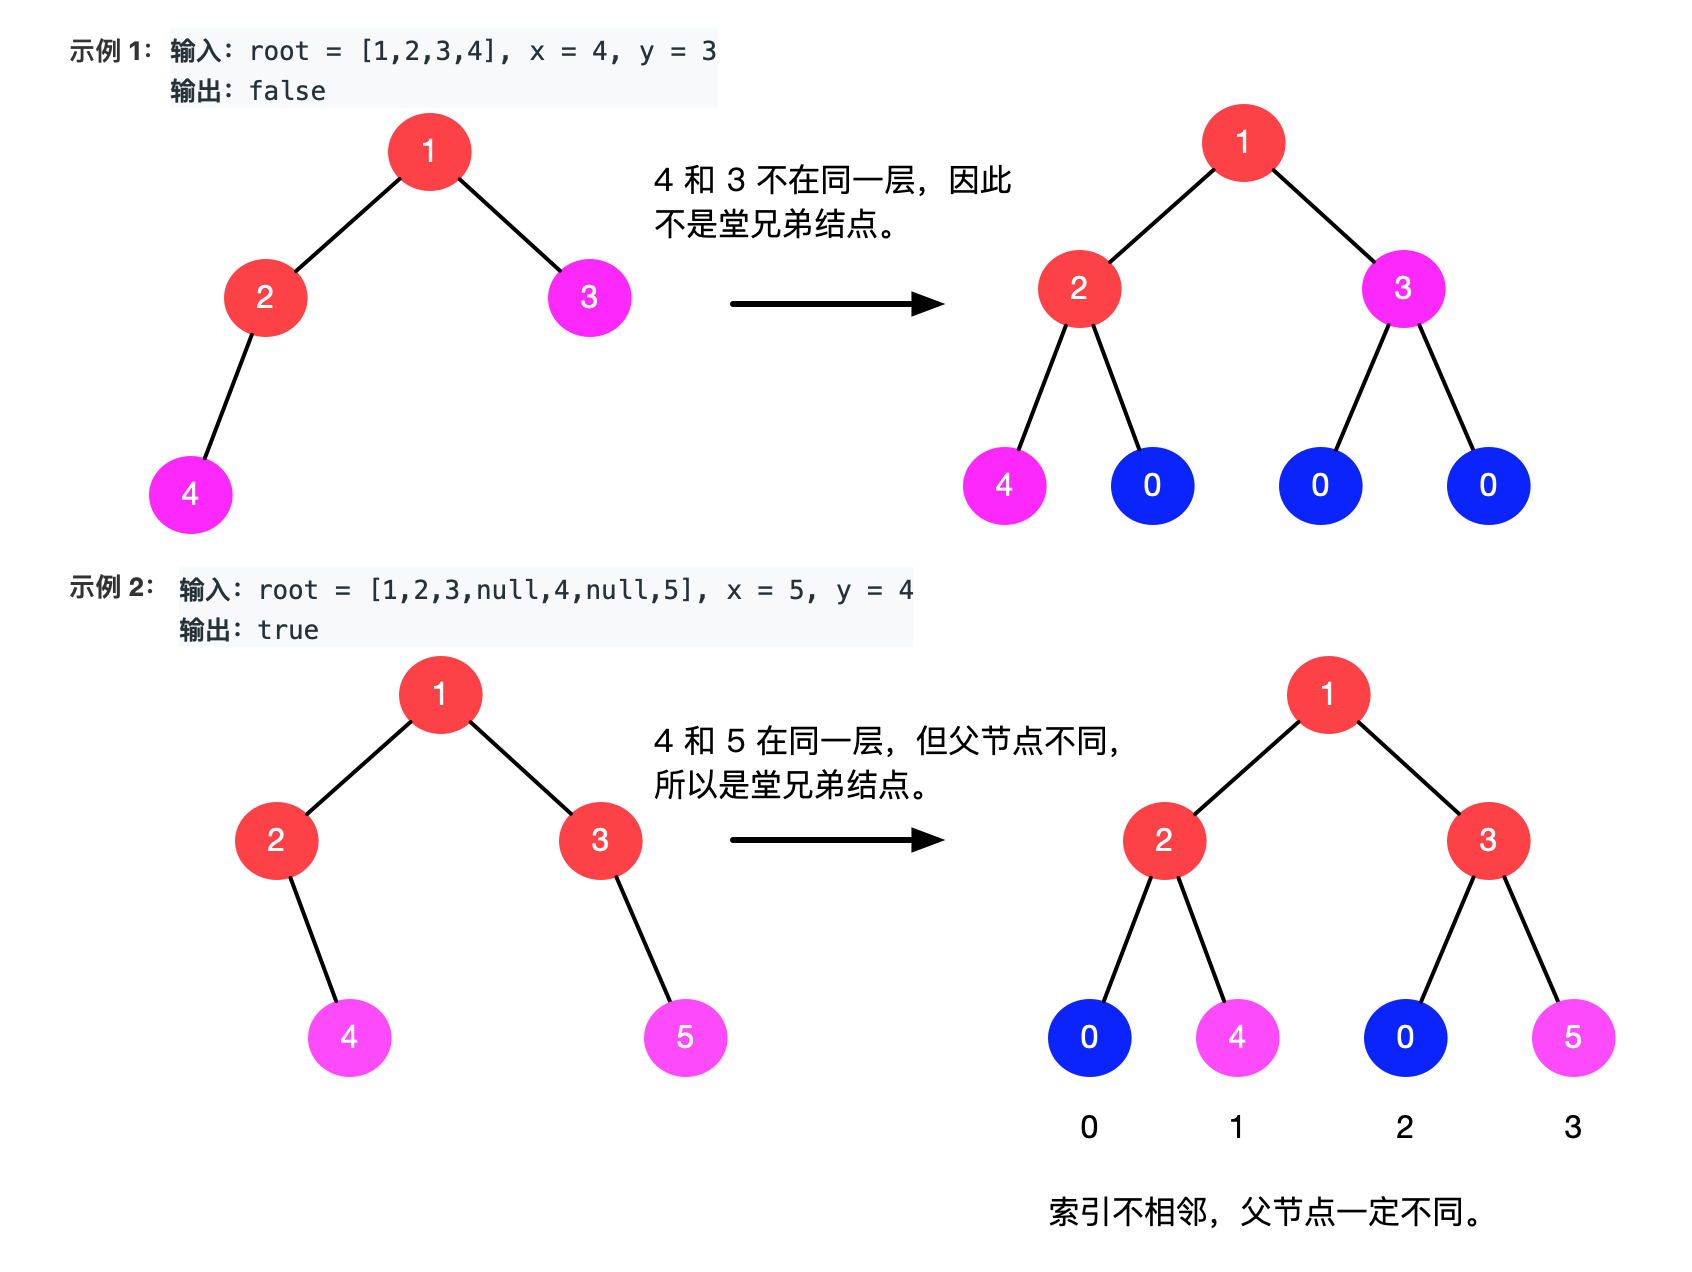 示例 1：
输入：root = [1,2,3,4], x = 4, y = 3
输出：false
1
2
3
4
4 和 3 不在同一层，因此
不是堂兄弟结点。
1
2
3
4
0
0
0
示例 2：
输入：root = [1,2,3,null,4,null,5], x = 5, y = 4
输出：true
1
2
3
4
5
4 和 5 在同一层，但父节点不同，
所以是堂兄弟结点。
1
2
3
0
4
0
5
0
1
2
3
索引不相邻，父节点一定不同。